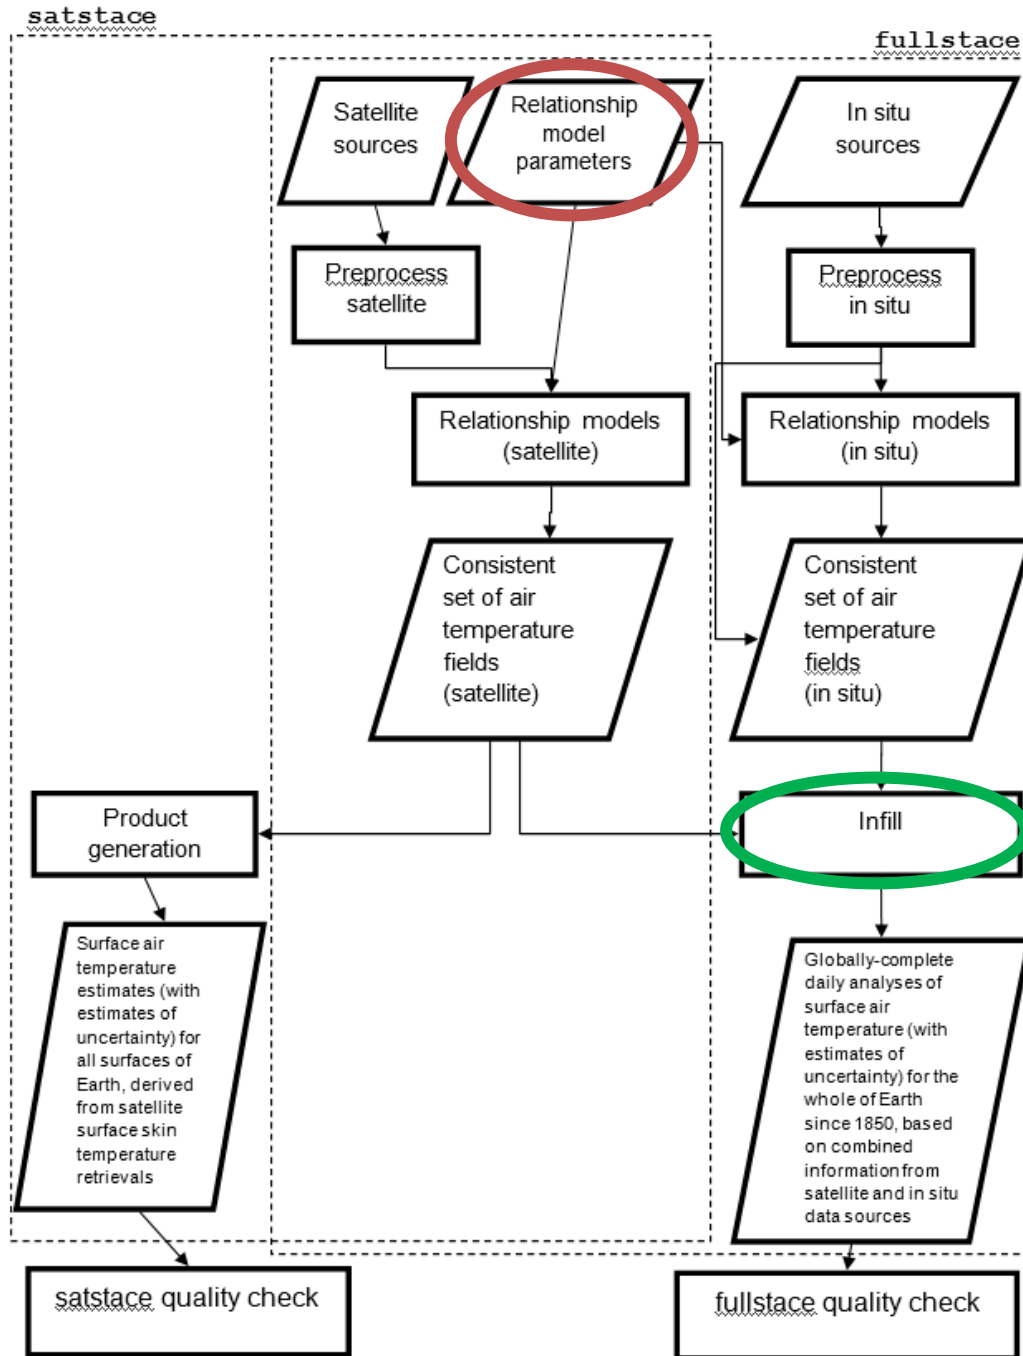 satstace
fullstace
Satellite
sources
Relationship
model
parameters
In situ
sources
Preprocess
satellite
Preprocess
in situ
Relationship models
(satellite)
Relationship models
(in situ)
Consistent
set of air
temperature
fields
(satellite)
Consistent
set of air
temperature
fields
(in situ)
Product
generation
Infill
Surface air
temperature
estimates (with
estimates of
uncertainty) for
all surfaces of
Earth, derived
from satellite
surface skin
temperature
retrievals
Globally-complete
daily analyses of
surface air
temperature (with
estimates of
uncertainty) for the
whole of Earth
since 1850, based
on combined
information from
satellite and in situ
data sources
satstace quality check
fullstace quality check